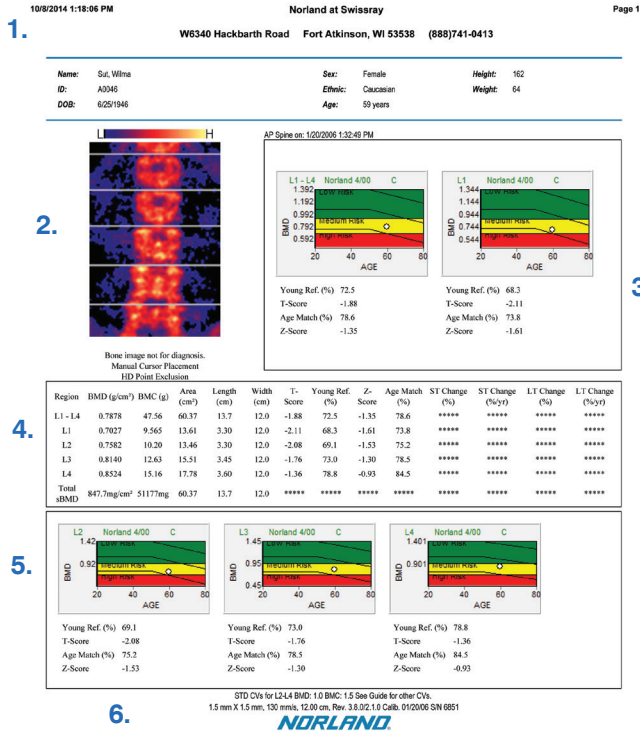 10/8/2014 1:18:06 PM Norland at Swissray Page 1
1.
W6340 Hackbarth Road Fort Atkinson, WI 53538 (888)741-0413
Name: Sut, Wilma Sex: Female Height: 162
ID: A0046 Ethnic: Caucasian Weight: 64
DOB: 6/25/1946 Age: 59 years
L H
AP Spine on: 1/20/2006 1:32:49 PM
2.
L1 - L4 Norland 4/00 C
1.392
1.192
0.992
0.792
0.592
BMD
Low Risk
Medium Risk
High Risk
20 40 60 80
AGE
Young Ref. (%) 72.5
T-Score -1.88
Age Match (%) 78.6
Z-Score -1.35
L1 Norland 4/00 C
1.344
1.144
0.944
0.744
0.544
BMD
Low Risk
Medium Risk
High Risk
20 40 60 80
AGE
Young Ref. (%) 68.3
T-Score -2.11
Age Match (%) 73.8
Z-Score -1.61
3
Bone image not for diagnosis.
Manual Cursor Placement
HD Point Exclusion
4.
Region BMD (g/cm²) BMC (g) Area (cm²) Length (cm) Width (cm) T-Score Young Ref. (%) Z-Score Age Match (%) ST Change (%) ST Change (%/yr) LT Change (%) LT Change (%/yr)
L1 - L4 0.7878 47.56 60.37 13.7 12.0 -1.88 72.5 -1.35 78.6 ***** ***** ***** *****
L1 0.7027 9.565 13.61 3.30 12.0 -2.11 68.3 -1.61 73.8 ***** ***** ***** *****
L2 0.7582 10.20 13.46 3.30 12.0 -2.08 69.1 -1.53 75.2 ***** ***** ***** *****
L3 0.8140 12.63 15.51 3.45 12.0 -1.76 73.0 -1.30 78.5 ***** ***** ***** *****
L4 0.8524 15.16 17.78 3.60 12.0 -1.36 78.8 -0.93 84.5 ***** ***** ***** *****
Total sBMD 847.7mg/cm² 51177mg 60.37 13.7 12.0 ***** ***** ***** ***** ***** ***** ***** *****
5.
L2 Norland 4/00 C
1.42
0.92
BMD
Low Risk
Medium Risk
High Risk
20 40 60 80
AGE
Young Ref. (%) 69.1
T-Score -2.08
Age Match (%) 75.2
Z-Score -1.53
L3 Norland 4/00 C
1.45
0.95
0.45
BMD
Low Risk
Medium Risk
High Risk
20 40 60 80
AGE
Young Ref. (%) 73.0
T-Score -1.76
Age Match (%) 78.5
Z-Score -1.30
L4 Norland 4/00 C
1.401
0.901
BMD
Low Risk
Medium Risk
High Risk
20 40 60 80
AGE
Young Ref. (%) 78.8
T-Score -1.36
Age Match (%) 84.5
Z-Score -0.93
STD CVs for L2-L4 BMD: 1.0 BMC: 1.5 See Guide for other CVs.
1.5 mm X 1.5 mm, 130 mm/s, 12.00 cm, Rev. 3.8.0/2.1.0 Calib. 01/20/06 S/N 6851
6.
NORLAND.